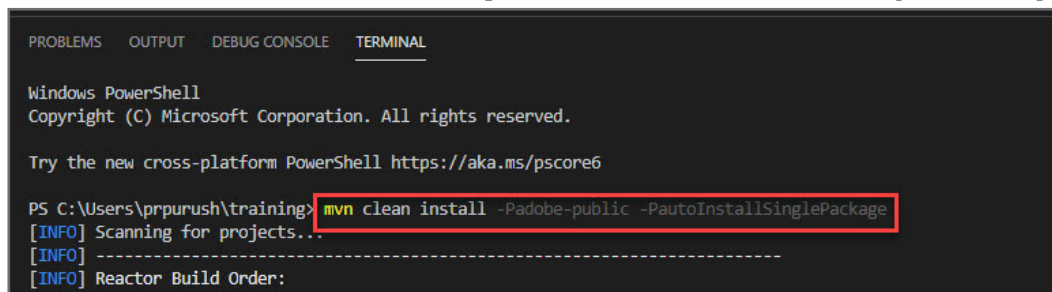 PROBLEMS OUTPUT DEBUG CONSOLE TERMINAL
Windows PowerShell
Copyright (C) Microsoft Corporation. All rights reserved.
Try the new cross-platform PowerShell https://aka.ms/pscore6
PS C:\Users\prpurush\training> mvn clean install -Padobe-public -PautoInstallSinglePackage
[INFO] Scanning for projects...
[INFO] ------------------------------------------------------------------------
[INFO] Reactor Build Order: